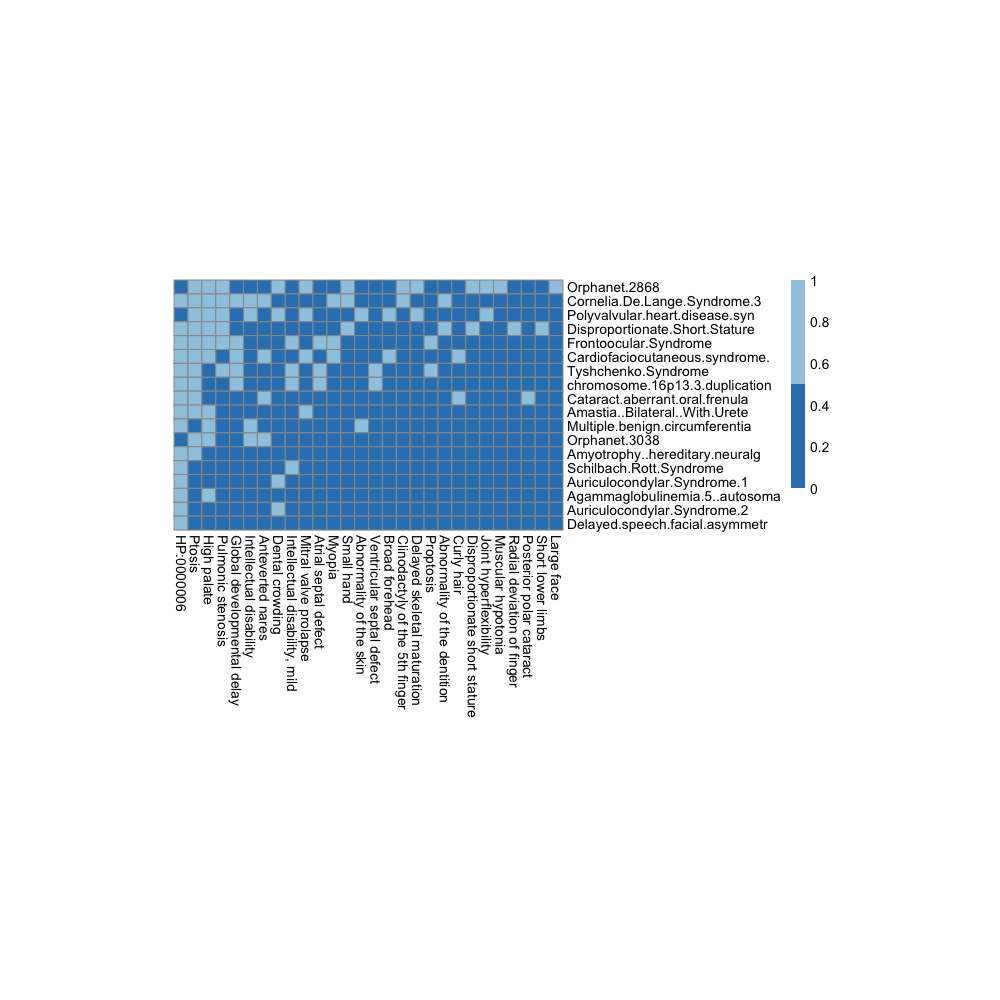 Orphanet.2868
Cornelia.De.Lange.Syndrome.3
Polyvalvular.heart.disease.syn
Disproportionate.Short.Stature
Frontoocular.Syndrome
Cardiofaciocutaneous.syndrome.
Tyshchenko.Syndrome
chromosome.16p13.3.duplication
Cataract.aberrant.oral.frenula
Amastia..Bilateral..With.Urete
Multiple.benign.circumferentia
Orphanet.3038
Amyotrophy..hereditary.neuralg
Schilbach.Rott.Syndrome
Auriculocondylar.Syndrome.1
Agammaglobulinemia.5..autosoma
Auriculocondylar.Syndrome.2
Delayed.speech.facial.asymmetr
1
0.8
0.6
0.4
0.2
0
HP:0000006
Ptosis
High palate
Pulmonic stenosis
Global developmental delay
Intellectual disability
Anteverted nares
Dental crowding
Intellectual disability, mild
Mitral valve prolapse
Atrial septal defect
Myopia
Small hand
Abnormality of the skin
Ventricular septal defect
Broad forehead
Clinodactyly of the 5th finger
Delayed skeletal maturation
Proptosis
Abnormality of the dentition
Curly hair
Disproportionate short stature
Joint hyperflexibility
Muscular hypotonia
Radial deviation of finger
Posterior polar cataract
Short lower limbs
Large face